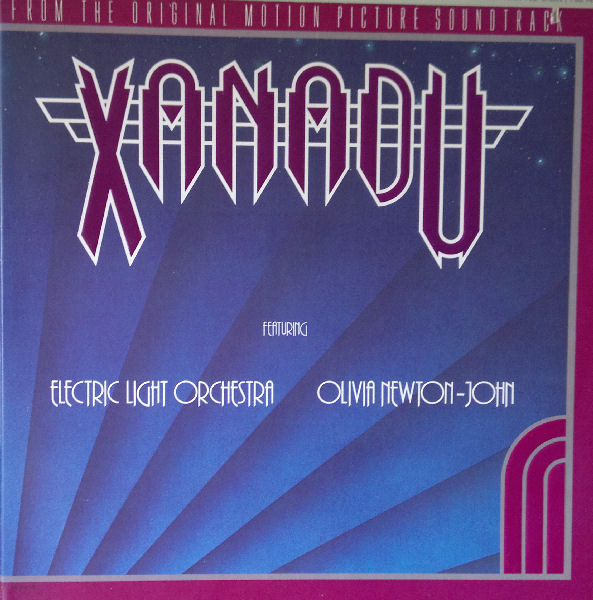 FROM THE ORIGINAL MOTION PICTURE SOUNDTRACK
XANADU
FEATURING
ELECTRIC LIGHT ORCHESTRA OLIVIA NEWTON-JOHN